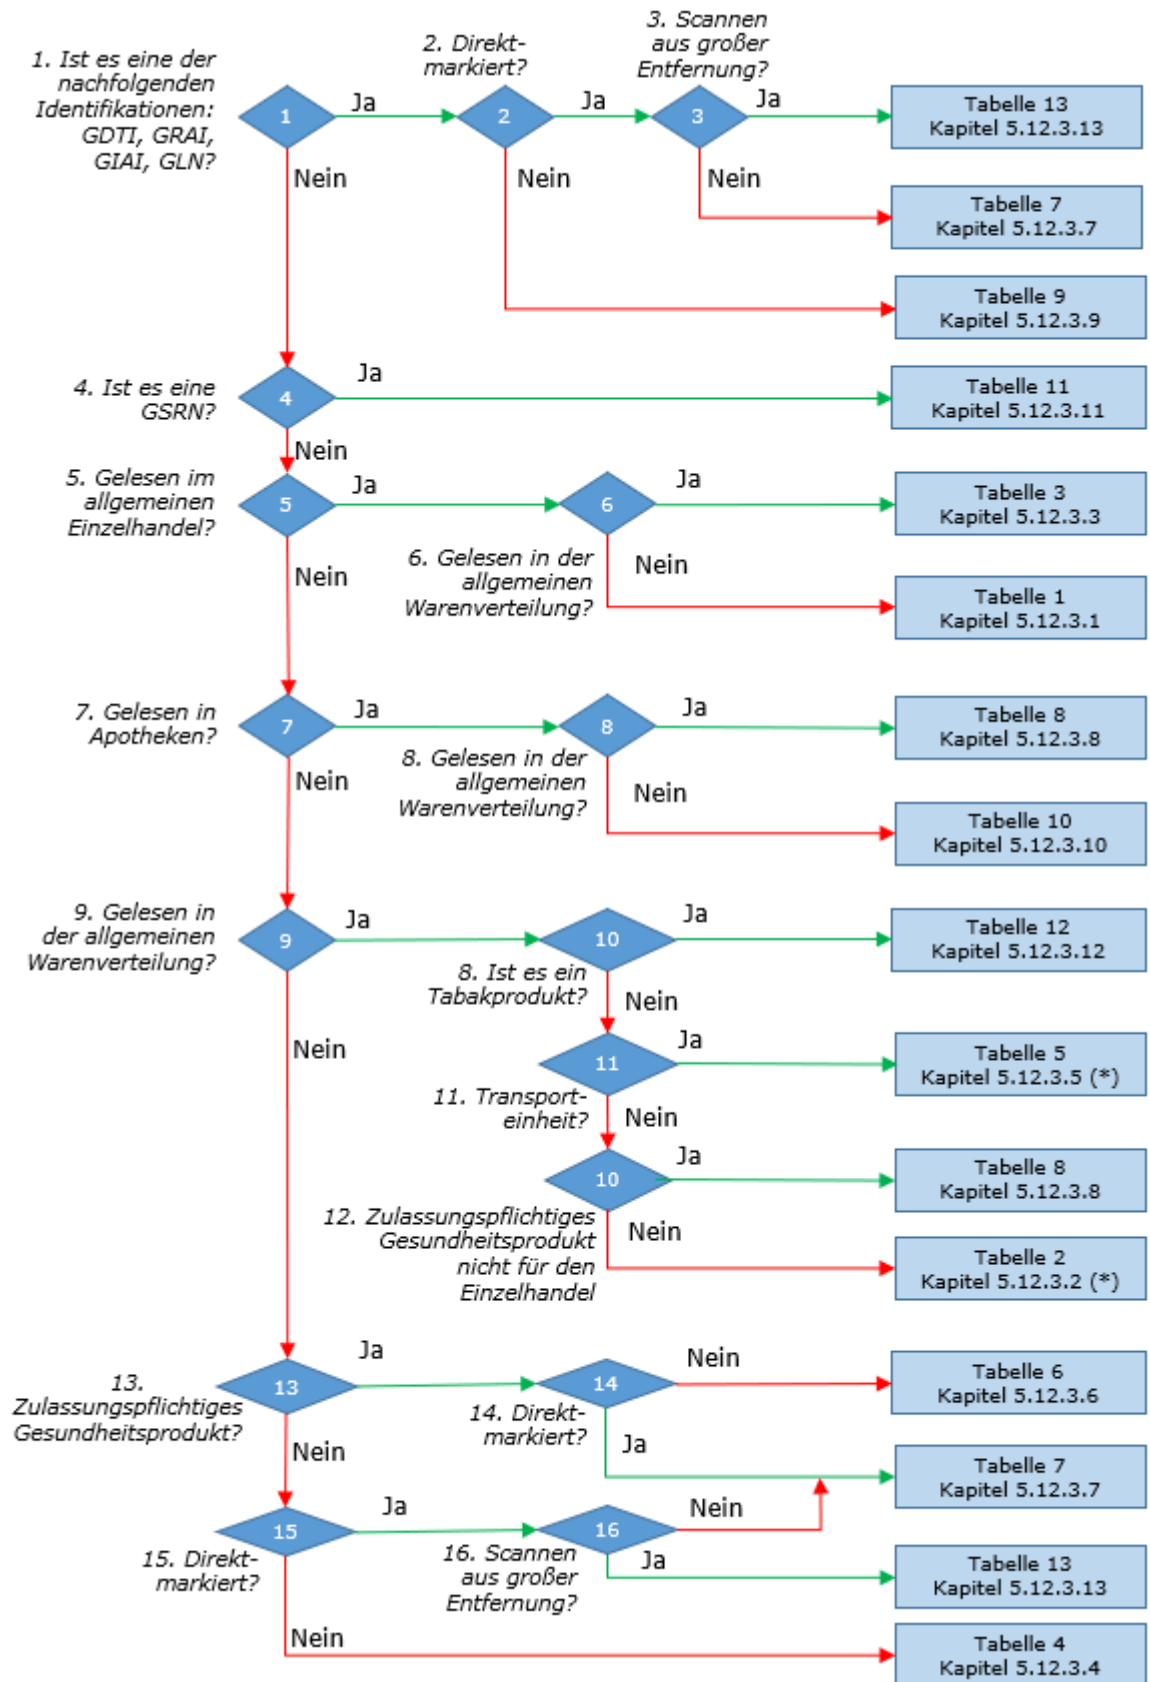 1. Ist es eine der
nachfolgenden
Identifikationen:
GDTI, GRAI,
GIAI, GLN?
1
Ja
Nein
2. Direkt-
markiert?
2
Ja
Nein
3. Scannen
aus großer
Entfernung?
3
Ja
Nein
Tabelle 13
Kapitel 5.12.3.13
Tabelle 7
Kapitel 5.12.3.7
Tabelle 9
Kapitel 5.12.3.9
4. Ist es eine
GSRN?
4
Ja
Nein
Tabelle 11
Kapitel 5.12.3.11
5. Gelesen im
allgemeinen
Einzelhandel?
5
Ja
Nein
6
6. Gelesen in der
allgemeinen
Warenverteilung?
Ja
Nein
Tabelle 3
Kapitel 5.12.3.3
Tabelle 1
Kapitel 5.12.3.1
7. Gelesen in
Apotheken?
7
Ja
Nein
8
8. Gelesen in der
allgemeinen
Warenverteilung?
Ja
Nein
Tabelle 8
Kapitel 5.12.3.8
Tabelle 10
Kapitel 5.12.3.10
9. Gelesen in
der allgemeinen
Warenverteilung?
9
Ja
Nein
10
8. Ist es ein
Tabakprodukt?
Ja
Nein
Tabelle 12
Kapitel 5.12.3.12
11
11. Transport-
einheit?
Ja
Nein
Tabelle 5
Kapitel 5.12.3.5 (*)
10
12. Zulassungspflichtiges
Gesundheitsprodukt
nicht für den
Einzelhandel
Ja
Nein
Tabelle 8
Kapitel 5.12.3.8
Tabelle 2
Kapitel 5.12.3.2 (*)
13.
Zulassungspflichtiges
Gesundheitsprodukt?
13
Ja
Nein
14
14. Direkt-
markiert?
Nein
Ja
Tabelle 6
Kapitel 5.12.3.6
Tabelle 7
Kapitel 5.12.3.7
15
15. Direkt-
markiert?
Ja
Nein
16
16. Scannen
aus großer
Entfernung?
Nein
Ja
Tabelle 13
Kapitel 5.12.3.13
Tabelle 4
Kapitel 5.12.3.4